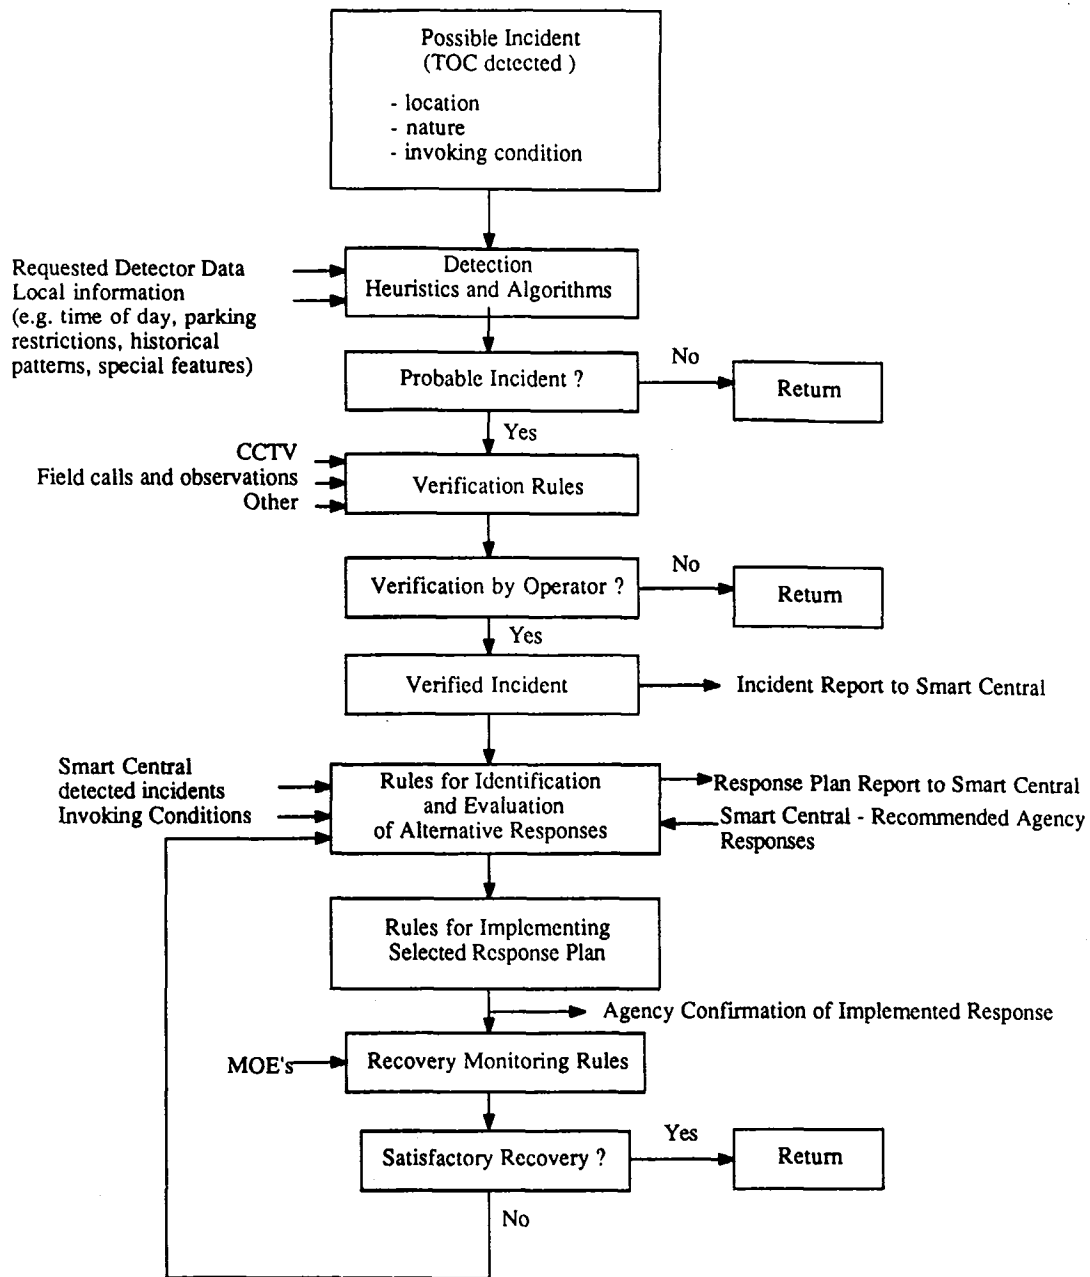 Possible Incident
(TOC detected )
- location
- nature
- invoking condition
Requested Detector Data
Local information
(e.g. time of day, parking
restrictions, historical
patterns, special features)
Detection
Heuristics and Algorithms
Probable Incident ?
No
Return
Yes
CCTV
Field calls and observations
Other
Verification Rules
Verification by Operator ?
No
Return
Yes
Verified Incident
Incident Report to Smart Central
Smart Central
detected incidents
Invoking Conditions
Rules for Identification
and Evaluation
of Alternative Responses
Response Plan Report to Smart Central
Smart Central - Recommended Agency
Responses
Rules for Implementing
Selected Response Plan
Agency Confirmation of Implemented Response
MOE's
Recovery Monitoring Rules
Satisfactory Recovery ?
Yes
Return
No